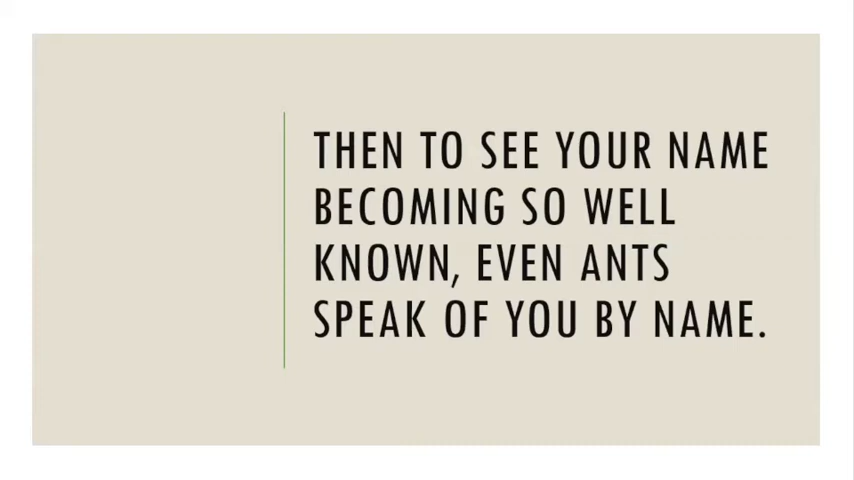 THEN TO SEE YOUR NAME
BECOMING SO WELL
KNOWN, EVEN ANTS
SPEAK OF YOU BY NAME.